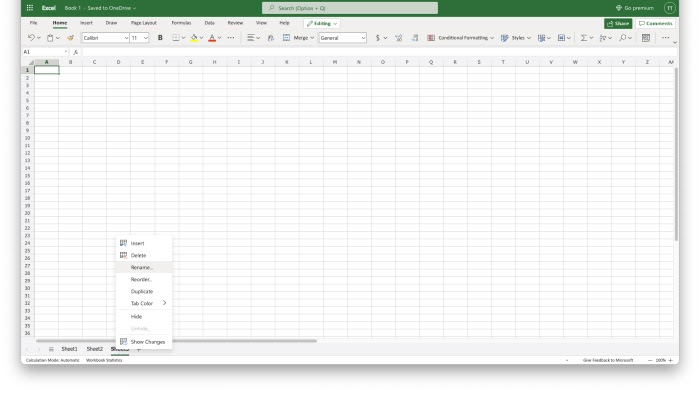 Excel Book 1 - Saved to OneDrive Search (Option + Q) Go premium TT
File Home Insert Draw Page Layout Formulas Data Review View Help Editing Share Comments
Calibri 11 B A Merge General $ Conditional Formatting Styles
A1 fx
A B C D E F G H I J K L M N O P Q R S T U V W X Y Z
1
2
3
4
5
6
7
8
9
10
11
12
13
14
15
16
17
18
19
20
21
22
23
24
25
26
27
28
29
30
31
32
33
34
35
36
Insert
Delete
Rename...
Reorder...
Duplicate
Tab Color
Hide
Unhide...
Show Changes
Sheet1 Sheet2
Calculation Mode: Automatic Workbook Statistics Give Feedback to Microsoft 100%